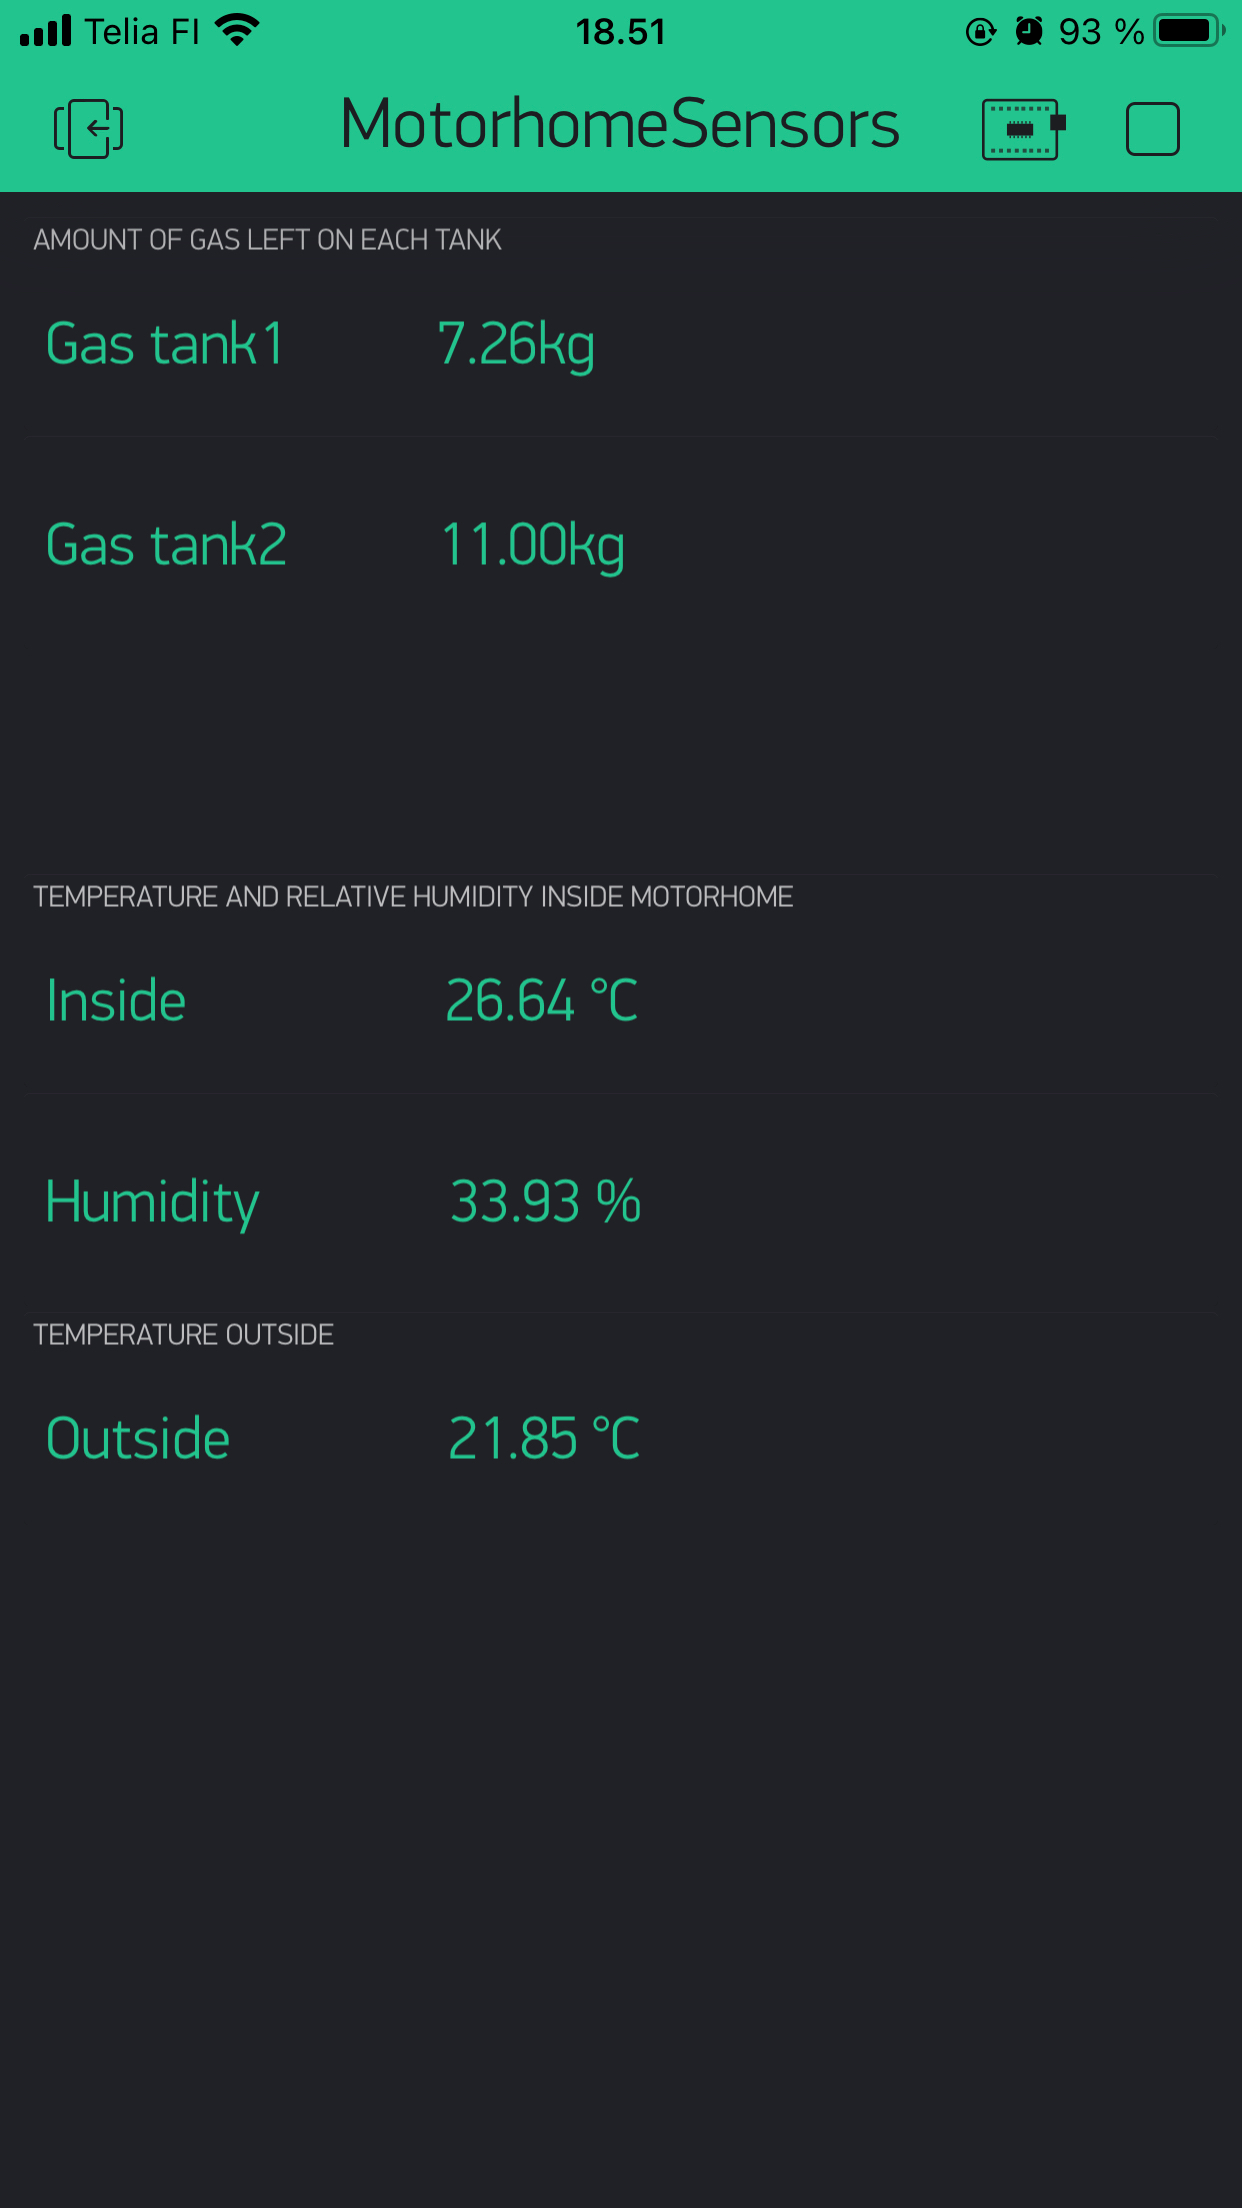 Telia FI 18.51 93 %
MotorhomeSensors
AMOUNT OF GAS LEFT ON EACH TANK
Gas tank1 7.26kg
Gas tank2 11.00kg
TEMPERATURE AND RELATIVE HUMIDITY INSIDE MOTORHOME
Inside 26.64 °C
Humidity 33.93 %
TEMPERATURE OUTSIDE
Outside 21.85 °C